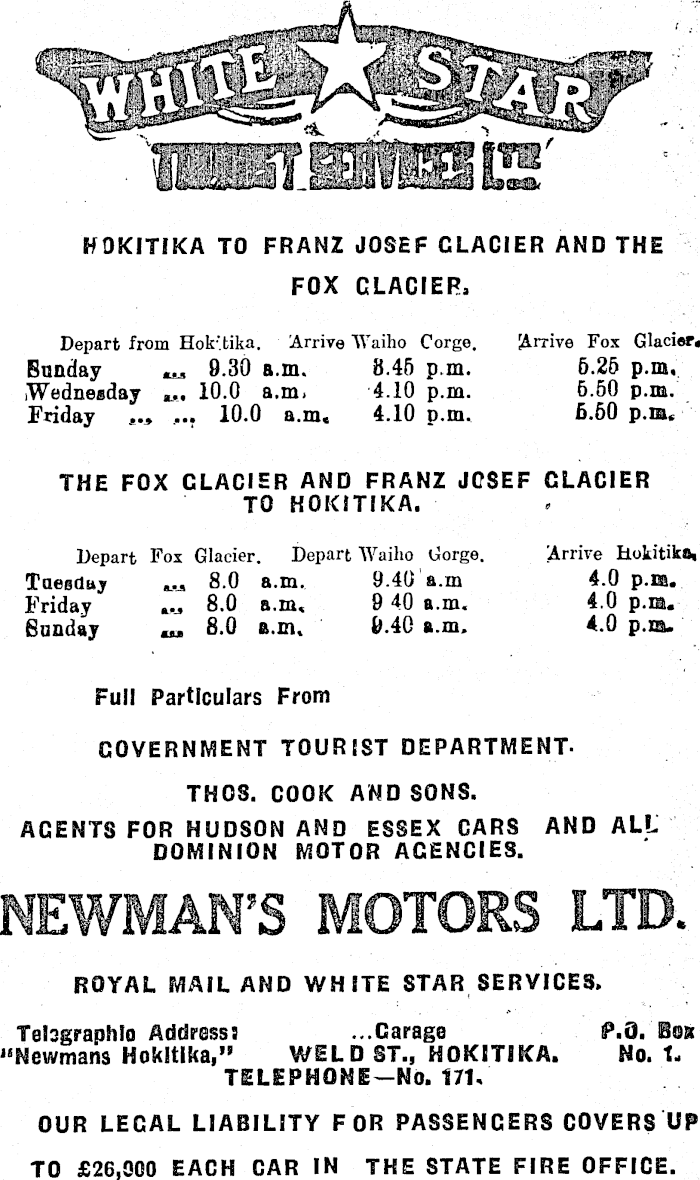 WHITE STAR
TOURIST SERVICES LTD.
HOKITIKA TO FRANZ JOSEF GLACIER AND THE
FOX GLACIER.
Depart from Hokitika. Arrive Waiho Gorge. Arrive Fox Glacier.
Sunday ... 9.30 a.m. 3.45 p.m. 5.25 p.m.
Wednesday ... 10.0 a.m. 4.10 p.m. 5.50 p.m.
Friday ... ... 10.0 a.m. 4.10 p.m. 5.50 p.m.
THE FOX GLACIER AND FRANZ JOSEF GLACIER
TO HOKITIKA.
Depart Fox Glacier. Depart Waiho Gorge. Arrive Hokitika.
Tuesday ... 8.0 a.m. 9.40 a.m 4.0 p.m.
Friday ... 8.0 a.m. 9 40 a.m. 4.0 p.m.
Sunday ... 8.0 a.m. 9.40 a.m. 4.0 p.m.
Full Particulars From
GOVERNMENT TOURIST DEPARTMENT.
THOS. COOK AND SONS.
AGENTS FOR HUDSON AND ESSEX CARS AND ALL
DOMINION MOTOR AGENCIES.
NEWMAN'S MOTORS LTD.
ROYAL MAIL AND WHITE STAR SERVICES.
Telegraphic Address: ...Garage P.O. Box
"Newmans Hokitika," WELD ST., HOKITIKA. No. 1.
TELEPHONE—No. 171.
OUR LEGAL LIABILITY FOR PASSENGERS COVERS UP
TO £26,000 EACH CAR IN THE STATE FIRE OFFICE.